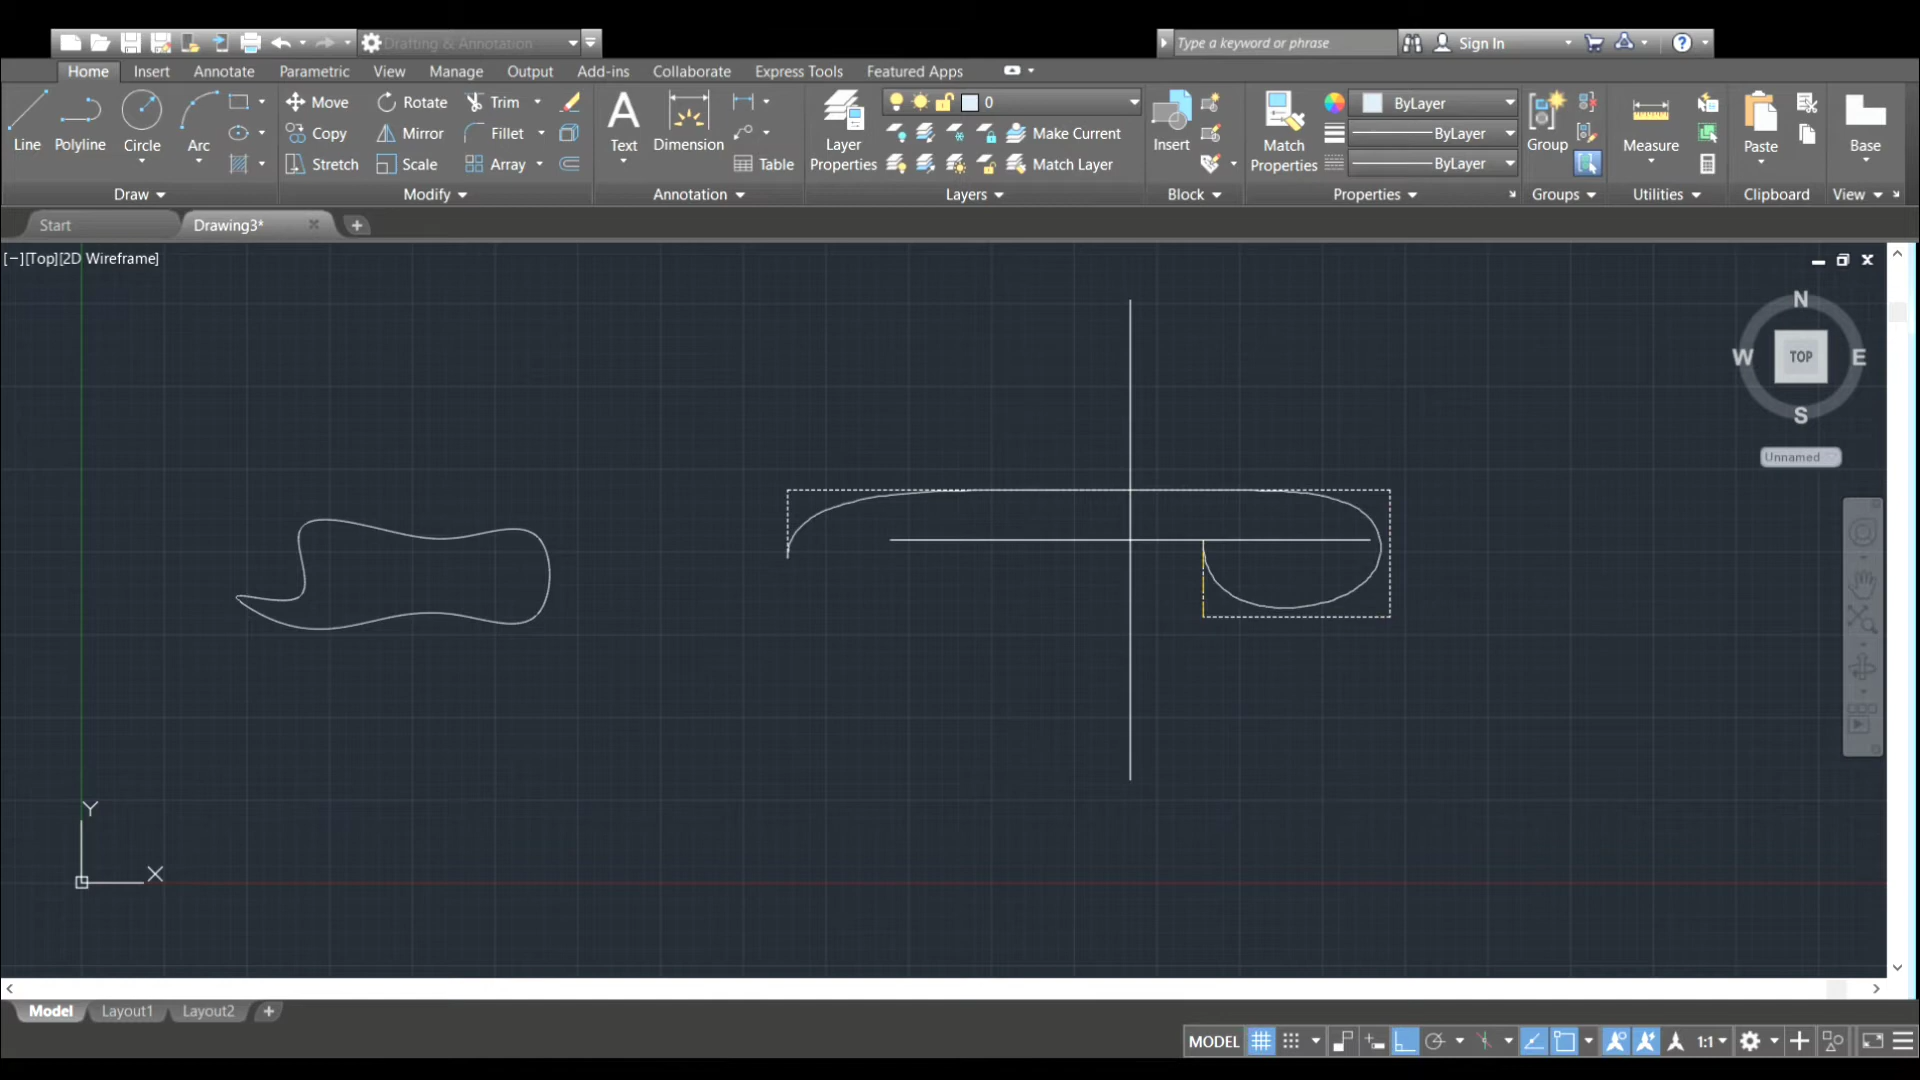 Drafting & Annotation
Type a keyword or phrase
Sign In
Home Insert Annotate Parametric View Manage Output Add-ins Collaborate Express Tools Featured Apps
Line Polyline Circle Arc
Move Rotate Trim
Copy Mirror Fillet
Stretch Scale Array
A
Text Dimension Table
Layer
Properties
0
Make Current
Match Layer
Insert
Match
Properties
ByLayer
ByLayer
ByLayer
Group
Measure
Paste
Base
Draw Modify Annotation Layers Block Properties Groups Utilities Clipboard View
Start Drawing3*
[−][Top][2D Wireframe]
N
W TOP E
S
Unnamed
Y
X
Model Layout1 Layout2
MODEL 1:1